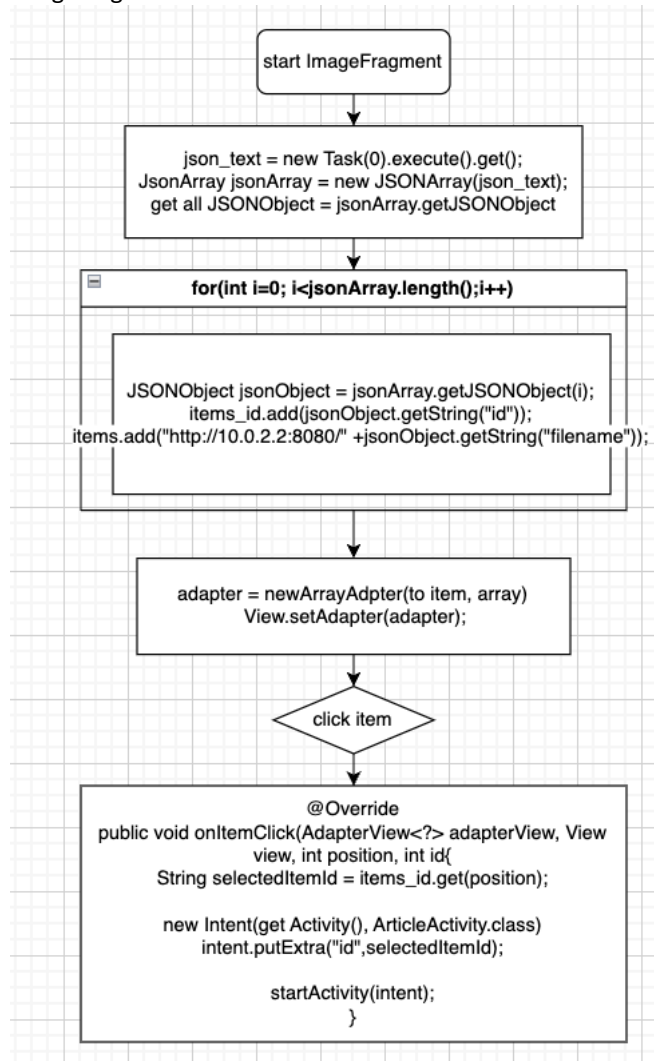 start ImageFragment
json_text = new Task(0).execute().get();
JsonArray jsonArray = new JSONArray(json_text);
get all JSONObject = jsonArray.getJSONObject
for(int i=0; i<jsonArray.length();i++)
JSONObject jsonObject = jsonArray.getJSONObject(i);
items_id.add(jsonObject.getString("id"));
items.add("http://10.0.2.2:8080/" +jsonObject.getString("filename"));
adapter = newArrayAdpter(to item, array)
View.setAdapter(adapter);
click item
@Override
public void onItemClick(AdapterView<?> adapterView, View
view, int position, int id{
String selectedItemId = items_id.get(position);
new Intent(get Activity(), ArticleActivity.class)
intent.putExtra("id",selectedItemId);
startActivity(intent);
}